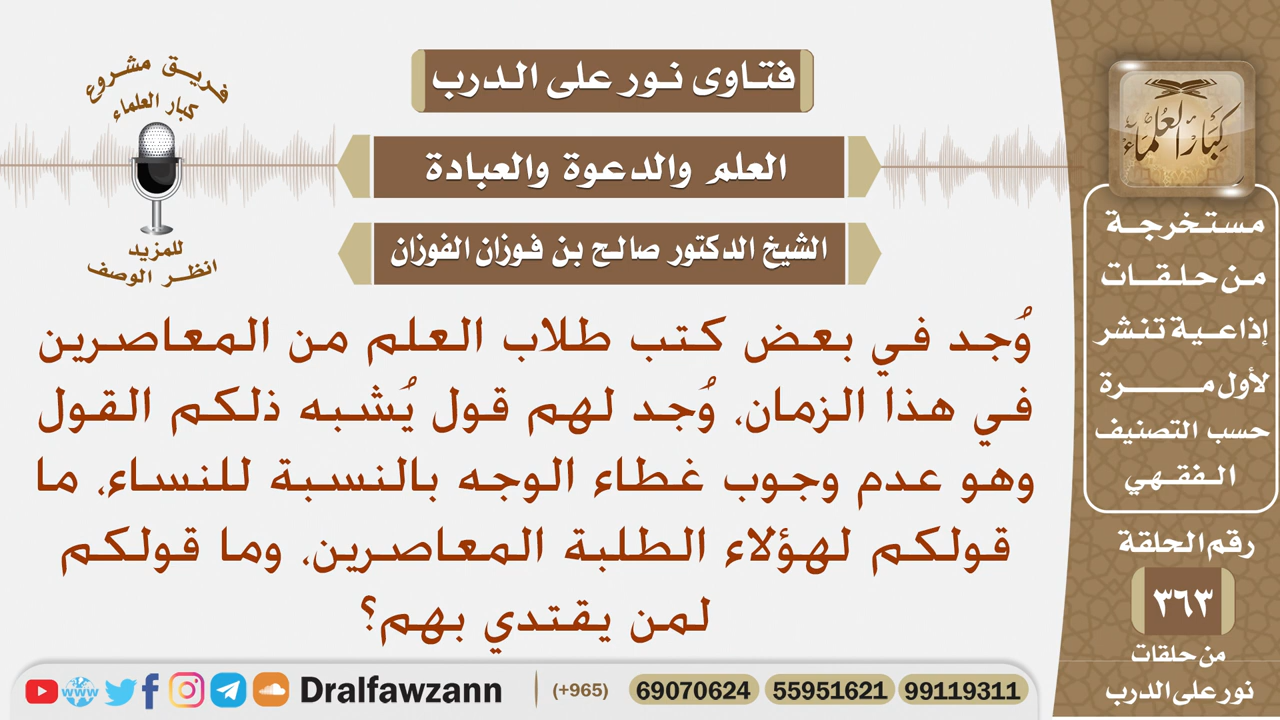 فريق مشروع
كبار العلماء
للمزيد
انظر الوصف
فتاوى نور على الدرب
العلم والدعوة والعبادة
الشيخ الدكتور صالح بن فوزان الفوزان
وُجد في بعض كتب طلاب العلم من المعاصرين
في هذا الزمان، وُجد لهم قول يُشبه ذلكم القول
وهو عدم وجوب غطاء الوجه بالنسبة للنساء، ما
قولكم لهؤلاء الطلبة المعاصرين، وما قولكم
لمن يقتدي بهم؟
كبار العلماء
مستخرجة
من حلقات
إذاعية تنشر
لأول مرة
حسب التصنيف
الفقهي
رقم الحلقة
٣٦٣
من حلقات
نور على الدرب
www Dralfawzann (+965) 69070624 55951621 99119311